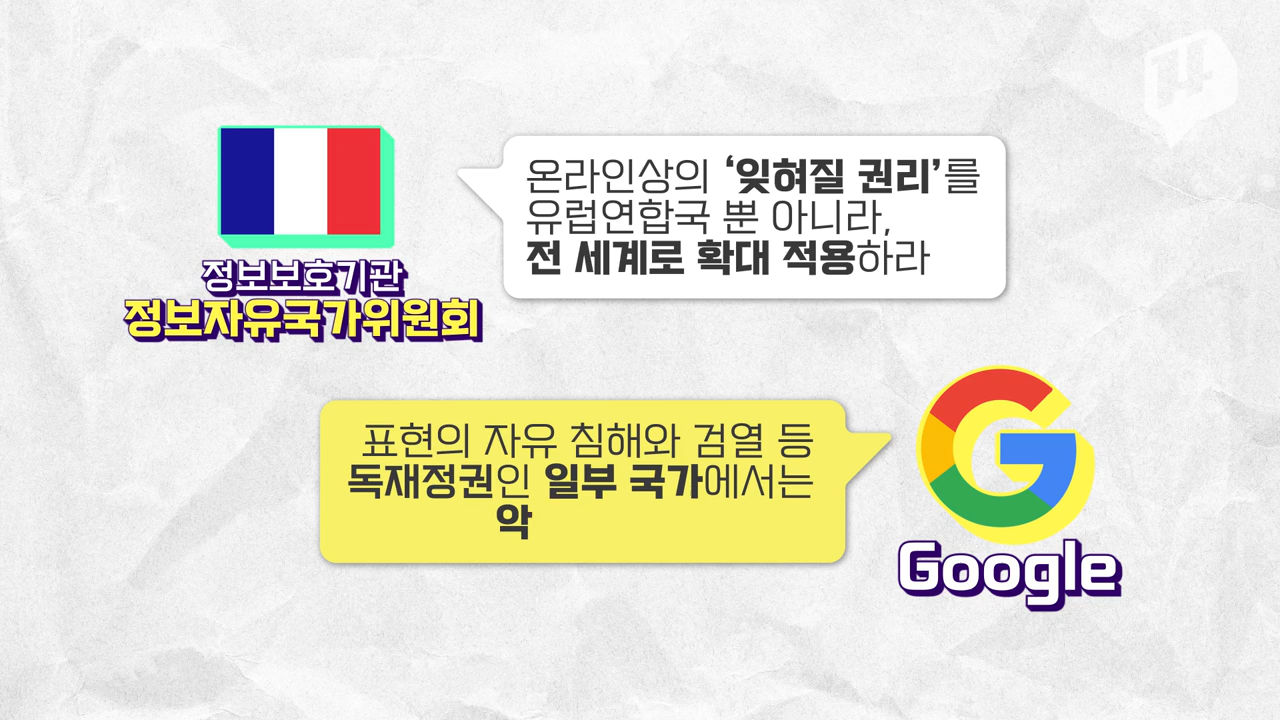 온라인상의 ‘잊혀질 권리’를
유럽연합국 뿐 아니라,
전 세계로 확대 적용하라
정보보호기관
정보자유국가위원회
표현의 자유 침해와 검열 등
독재정권인 일부 국가에서는
악
Google